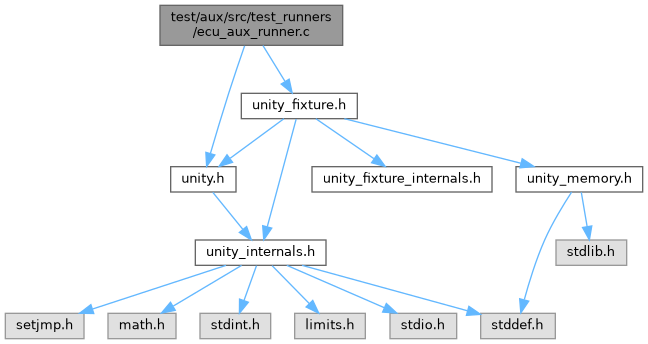 test/aux/src/test_runners
/ecu_aux_runner.c
unity_fixture.h
unity.h
unity_fixture_internals.h
unity_memory.h
unity_internals.h
stdlib.h
setjmp.h
math.h
stdint.h
limits.h
stdio.h
stddef.h